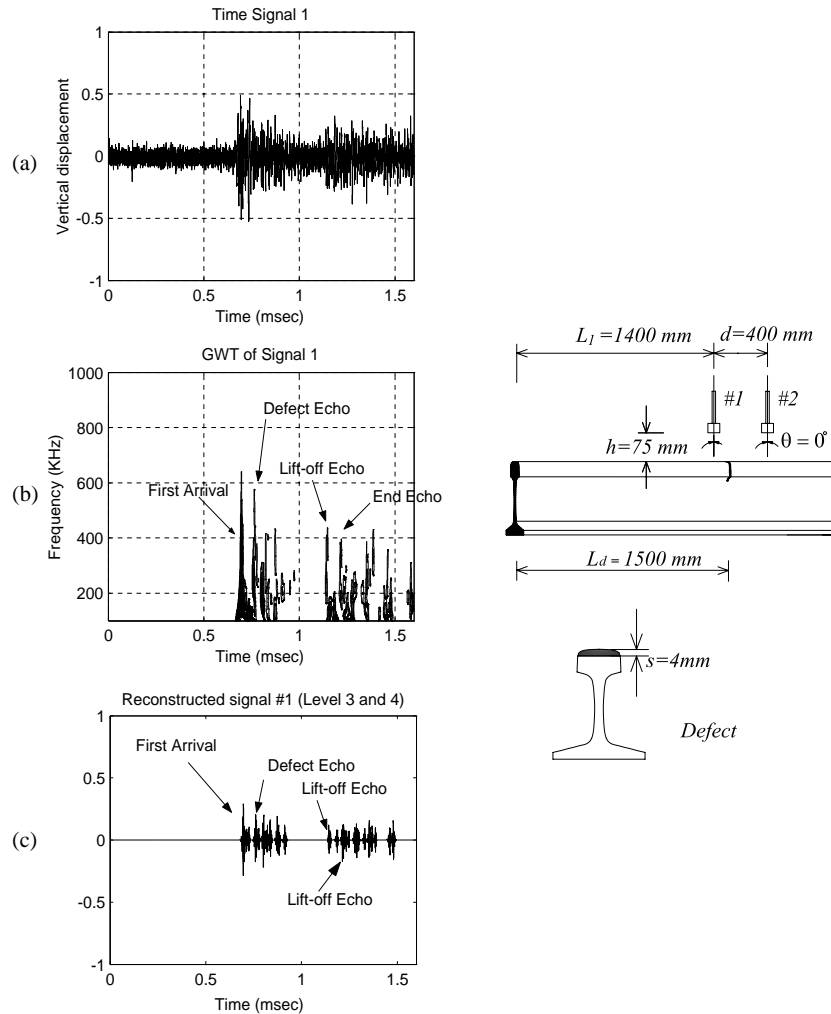 Time Signal 1
(a)
Vertical displacement
1
0.5
0
-0.5
-1
0 0.5 1 1.5
Time (msec)
GWT of Signal 1
(b)
Frequency (KHz)
1000
800
600
400
200
Defect Echo
Lift-off Echo
First Arrival
End Echo
0 0.5 1 1.5
Time (msec)
Reconstructed signal #1 (Level 3 and 4)
(c)
1
0.5
0
-0.5
-1
First Arrival
Defect Echo
Lift-off Echo
Lift-off Echo
0 0.5 1 1.5
Time (msec)
L1 =1400 mm
d=400 mm
#1
#2
h=75 mm
θ = 0°
Ld = 1500 mm
s=4mm
Defect